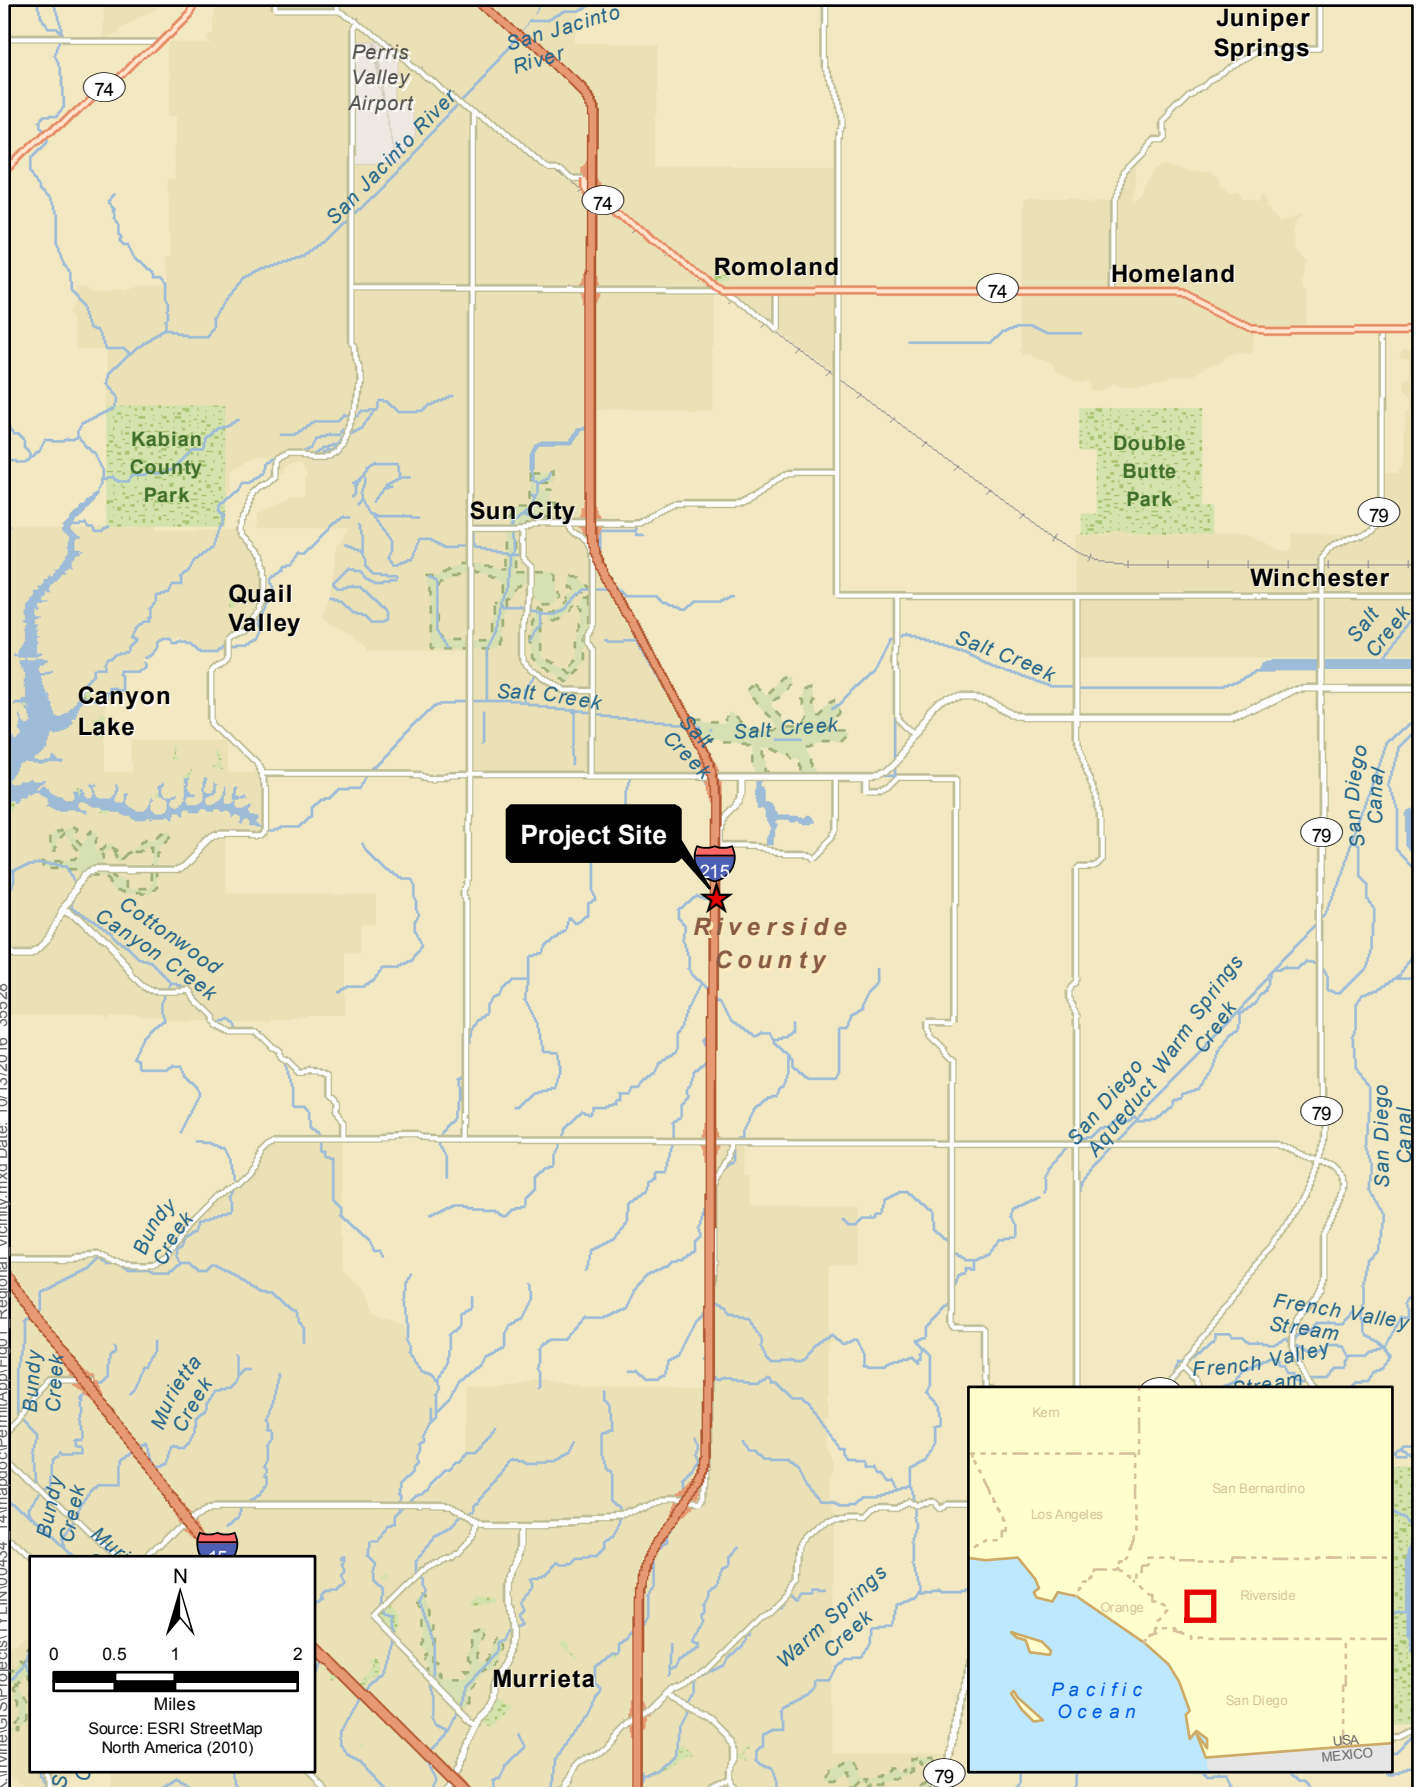 Juniper
Springs
San Jacinto
River
Perris
Valley
Airport
74
San Jacinto River
74
Romoland
Homeland
74
Kabian
County
Park
Double
Butte
Park
Sun City
79
Winchester
Quail
Valley
Salt
Creek
Salt Creek
Canyon
Lake
Salt Creek
Salt
Creek
Salt Creek
San Diego
Canal
Project Site
79
215
Riverside
County
Cottonwood
Canyon Creek
Warm Springs
Creek
San Diego
Aqueduct
79
San Diego
Canal
Bundy
Creek
French Valley
Stream
French Valley
Stream
Bundy
Creek
Murietta
Creek
Bundy
Creek
15
Warm Springs
Creek
Murrieta
79
N
0 0.5 1 2
Miles
Source: ESRI StreetMap
North America (2010)
Kern
San Bernardino
Los Angeles
Orange
Riverside
San Diego
Pacific
Ocean
USA
MEXICO